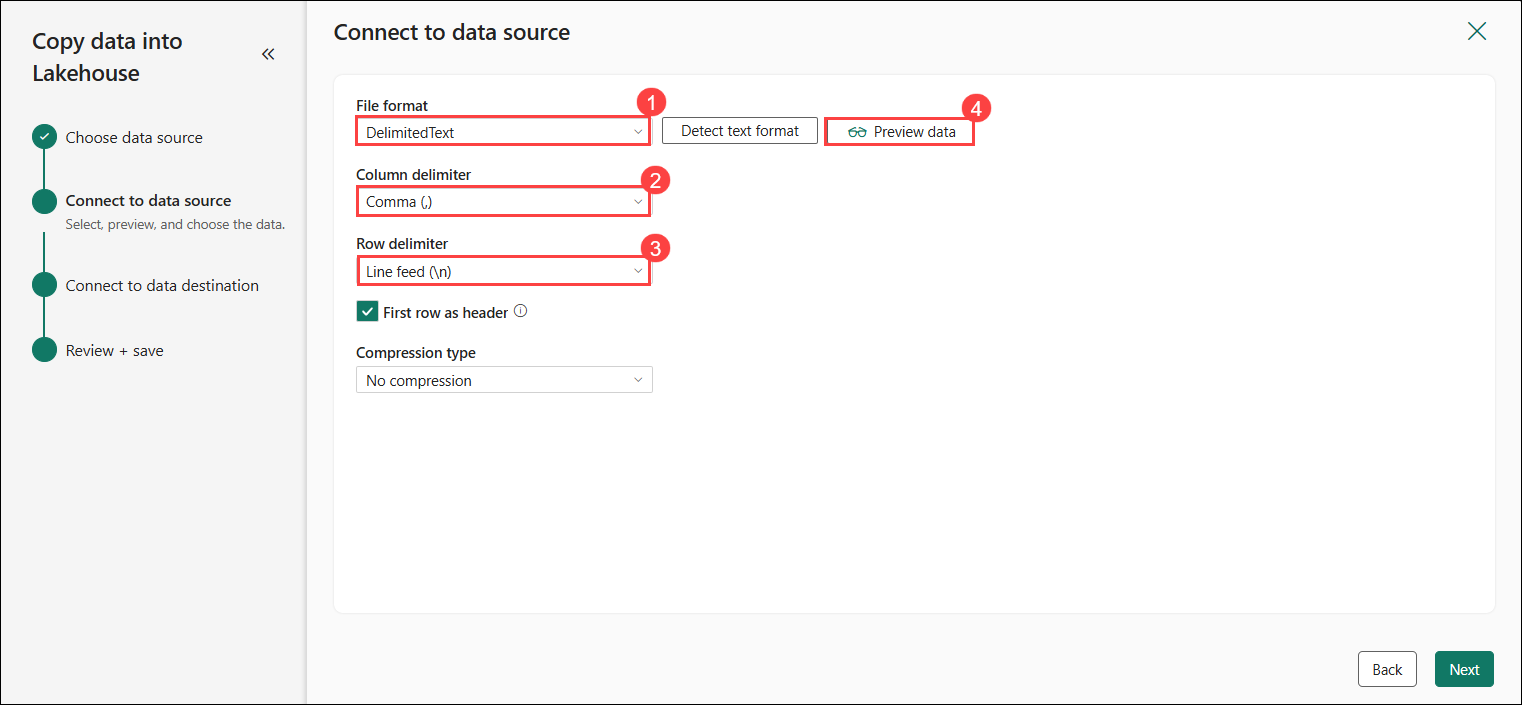 Copy data into
Lakehouse
Choose data source
Connect to data source
Select, preview, and choose the data.
Connect to data destination
Review + save
Connect to data source
File format
1
DelimitedText
Detect text format
4
Preview data
Column delimiter
2
Comma (,)
Row delimiter
3
Line feed (\n)
First row as header
Compression type
No compression
Back
Next